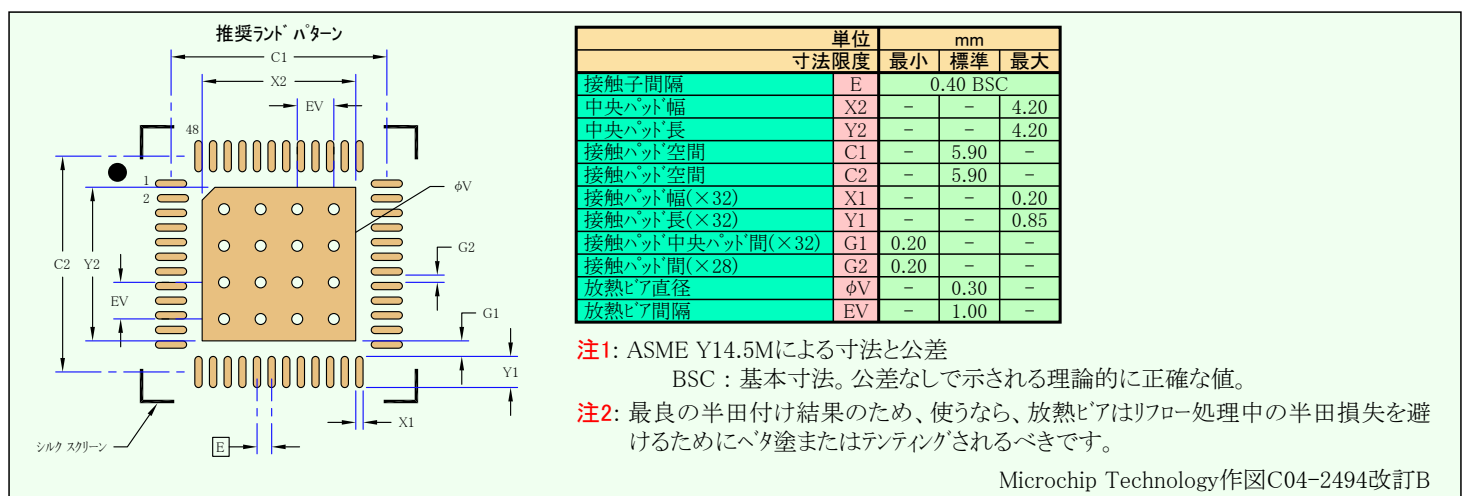 推奨ランド パターン
C1
X2
EV
48
1
2
φV
G2
C2
Y2
EV
G1
Y1
X1
E
シルク スクリーン
単位 mm
寸法限度 最小 標準 最大
接触子間隔 E 0.40 BSC
中央パッド幅 X2 - - 4.20
中央パッド長 Y2 - - 4.20
接触パッド空間 C1 - 5.90 -
接触パッド空間 C2 - 5.90 -
接触パッド幅(×32) X1 - - 0.20
接触パッド長(×32) Y1 - - 0.85
接触パッド中央パッド間(×32) G1 0.20 - -
接触パッド間(×28) G2 0.20 - -
放熱ビア直径 φV - 0.30 -
放熱ビア間隔 EV - 1.00 -
注1: ASME Y14.5Mによる寸法と公差
BSC : 基本寸法。公差なしで示される理論的に正確な値。
注2: 最良の半田付け結果のため、使うなら、放熱ビアはリフロー処理中の半田損失を避
けるためにベタ塗またはテンティングされるべきです。
Microchip Technology作図C04-2494改訂B